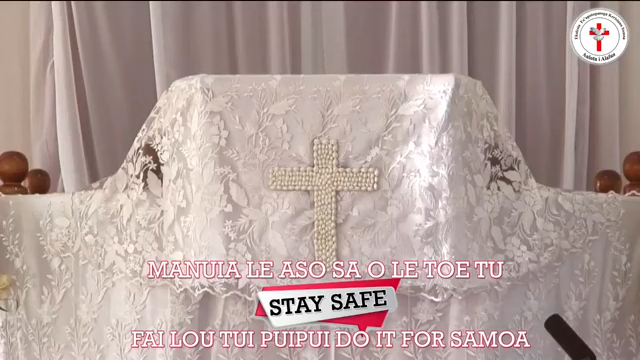 MANUIA LE ASO SA O LE TOE TU
STAY SAFE
FAI LOU TUI PUIPUI DO IT FOR SAMOA